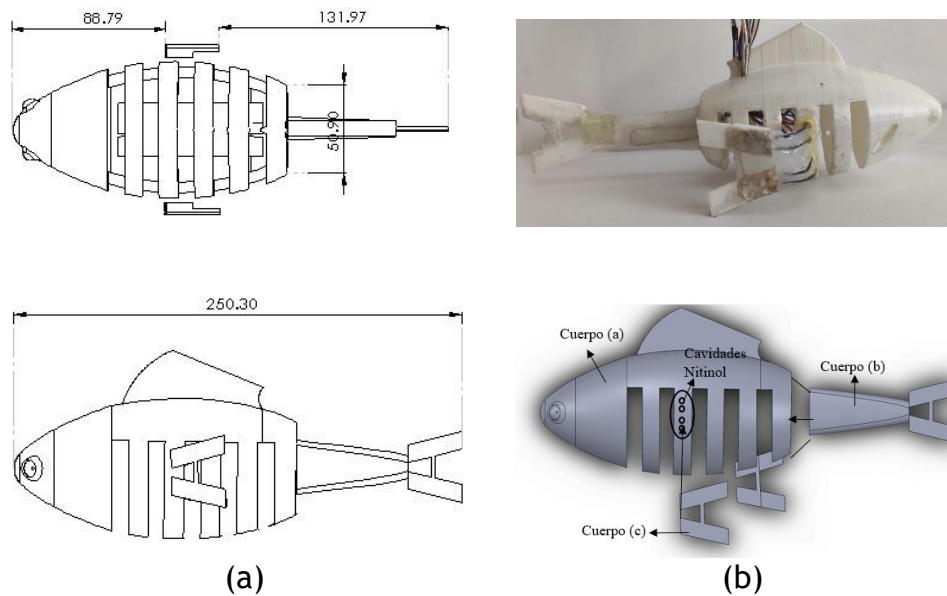 88.79
131.97
50.90
250.30
Cuerpo (a)
Cavidades
Nitinol
Cuerpo (b)
Cuerpo (c)
(a)
(b)